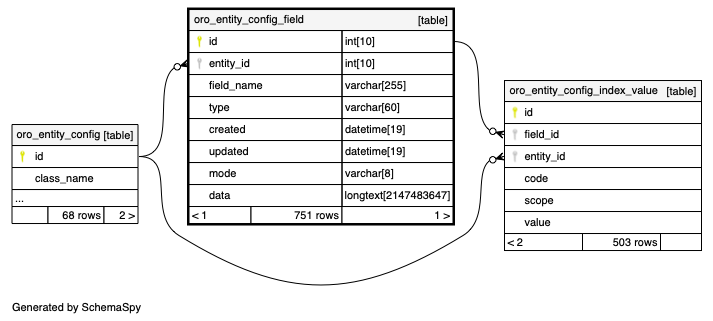 oro_entity_config_field [table]
id int[10]
entity_id int[10]
field_name varchar[255]
type varchar[60]
created datetime[19]
updated datetime[19]
mode varchar[8]
data longtext[2147483647]
< 1 751 rows 1 >
oro_entity_config [table]
id
class_name
...
68 rows 2 >
oro_entity_config_index_value [table]
id
field_id
entity_id
code
scope
value
< 2 503 rows
Generated by SchemaSpy